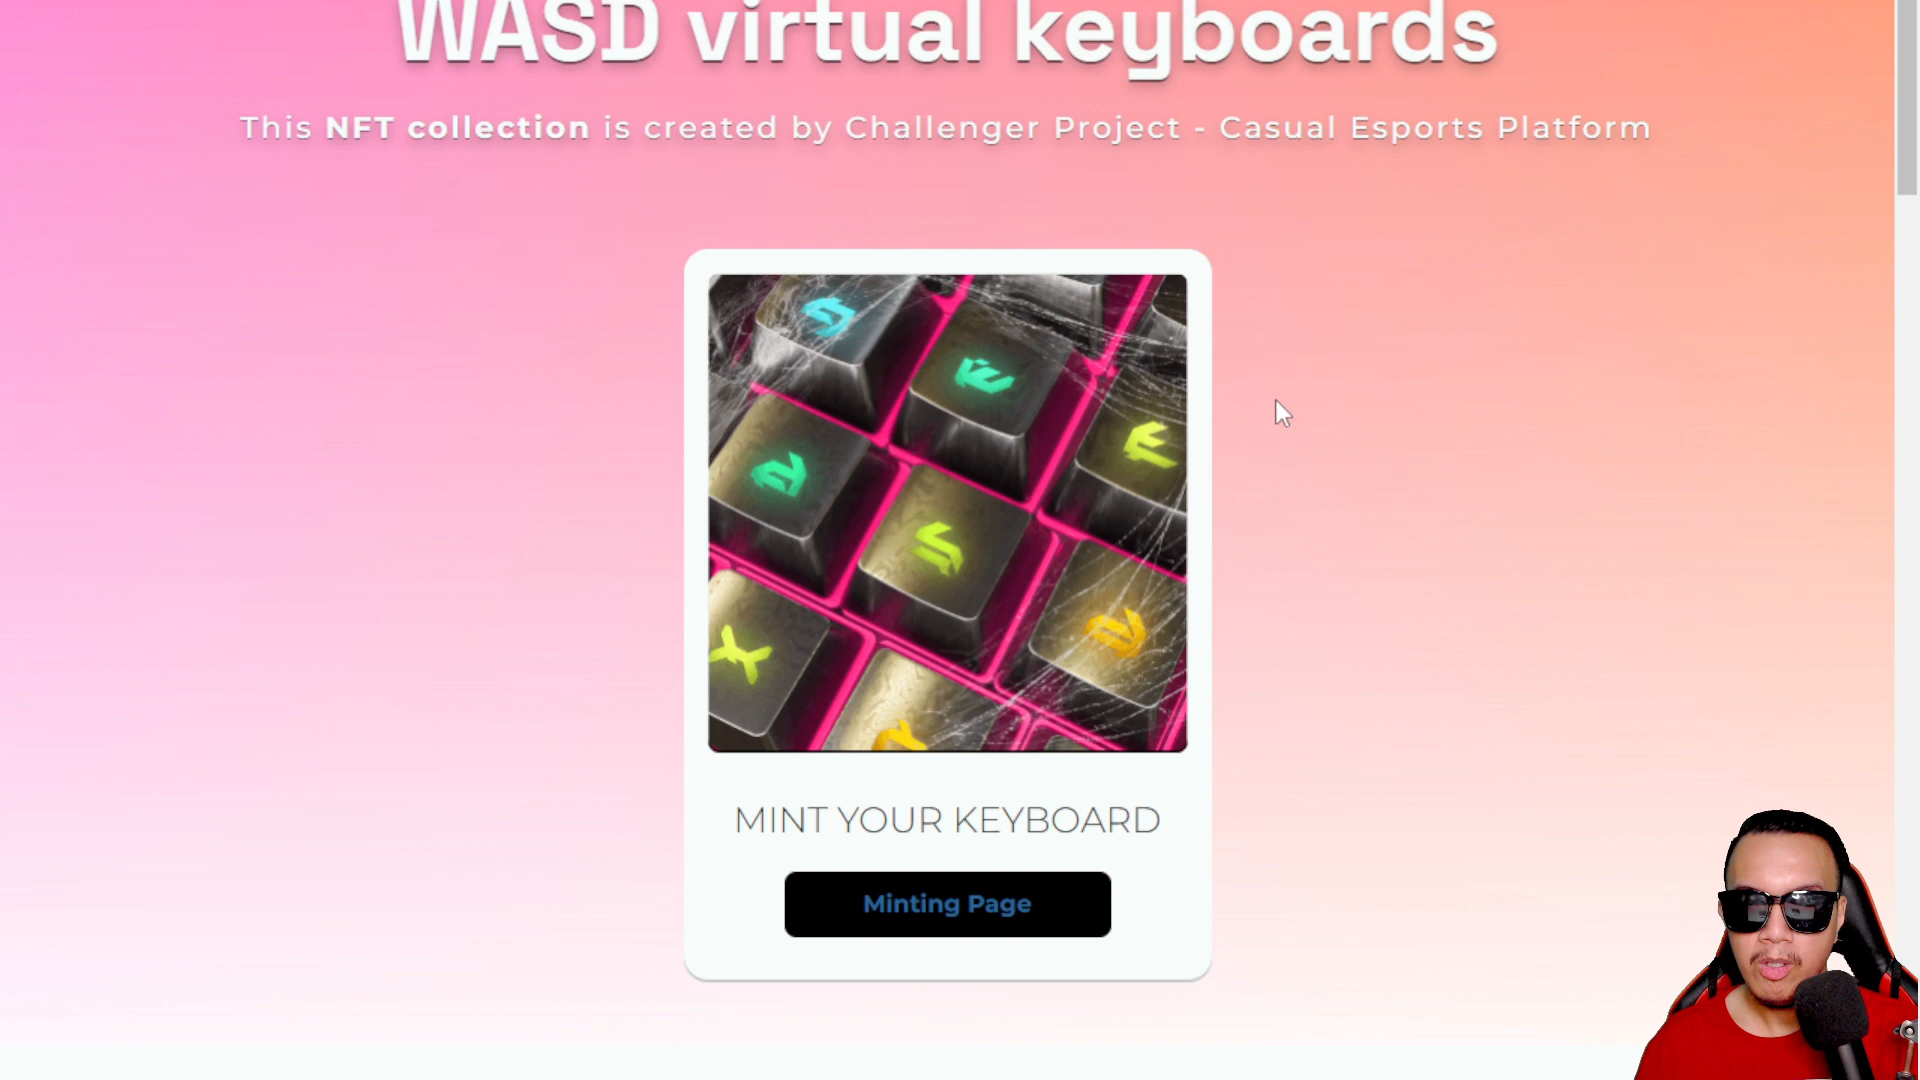 WASD virtual keyboards
This NFT collection is created by Challenger Project - Casual Esports Platform
MINT YOUR KEYBOARD
Minting Page